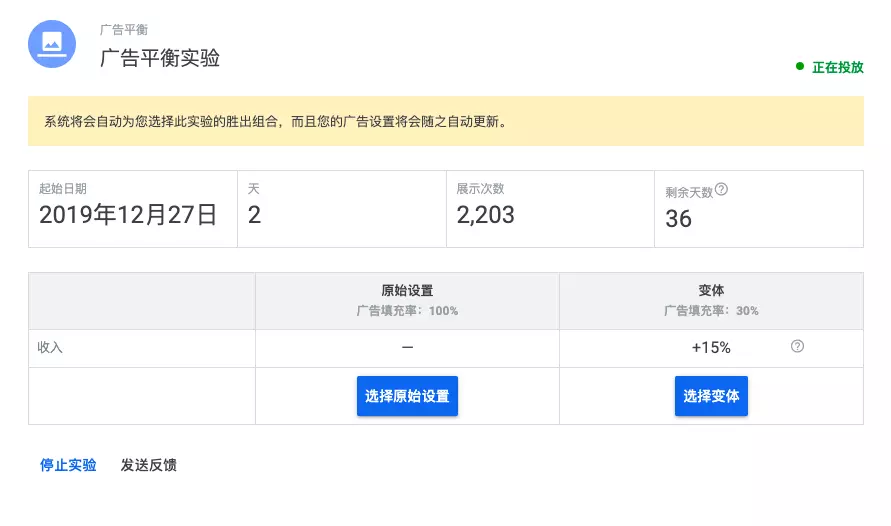 广告平衡
广告平衡实验
正在投放
系统将会自动为您选择此实验的胜出组合，而且您的广告设置将会随之自动更新。
起始日期
2019年12月27日
天
2
展示次数
2,203
剩余天数
36
原始设置
广告填充率：100%
变体
广告填充率：30%
收入
—
+15%
选择原始设置
选择变体
停止实验
发送反馈